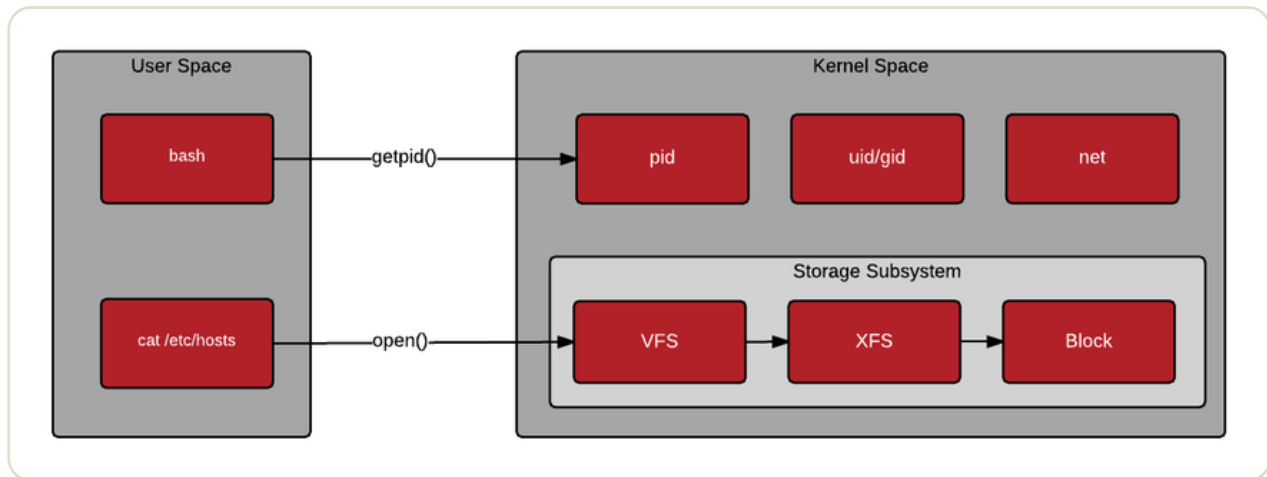 User Space
Kernel Space
bash
getpid()
pid
uid/gid
net
Storage Subsystem
cat /etc/hosts
open()
VFS
XFS
Block